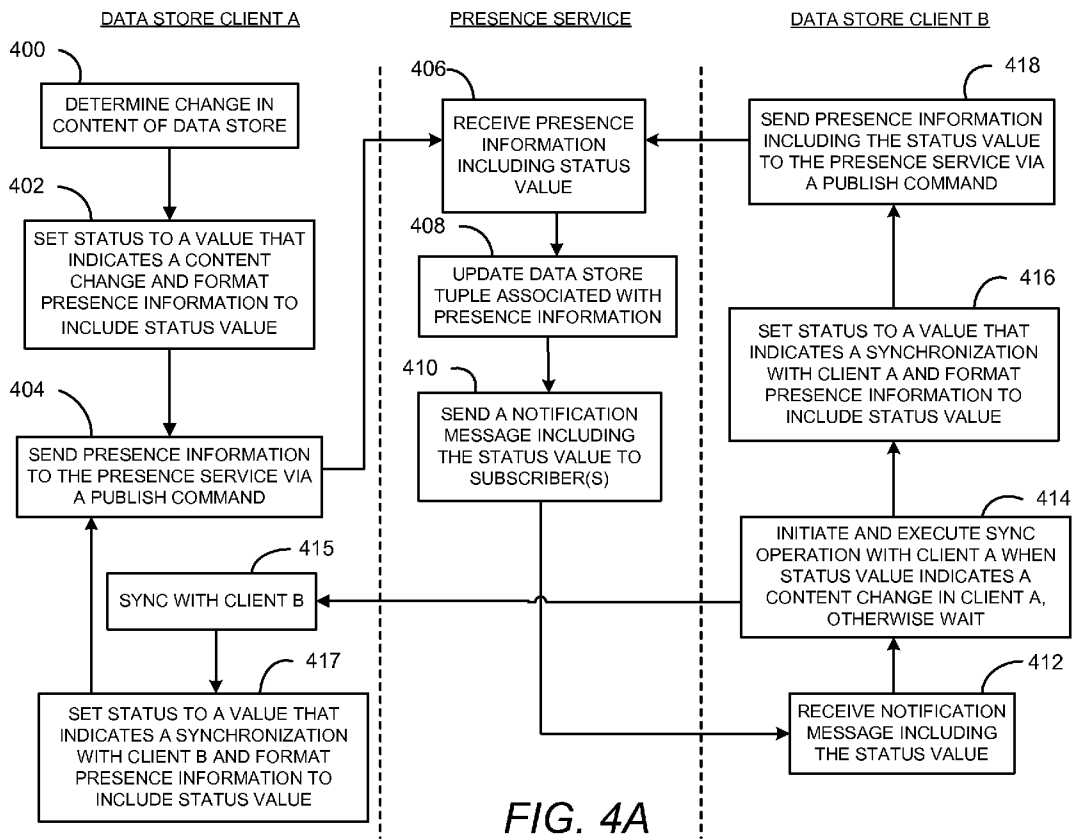 DATA STORE CLIENT A
PRESENCE SERVICE
DATA STORE CLIENT B
400
DETERMINE CHANGE IN
CONTENT OF DATA STORE
402
SET STATUS TO A VALUE THAT
INDICATES A CONTENT
CHANGE AND FORMAT
PRESENCE INFORMATION TO
INCLUDE STATUS VALUE
404
SEND PRESENCE INFORMATION
TO THE PRESENCE SERVICE VIA
A PUBLISH COMMAND
415
SYNC WITH CLIENT B
417
SET STATUS TO A VALUE THAT
INDICATES A SYNCHRONIZATION
WITH CLIENT B AND FORMAT
PRESENCE INFORMATION TO
INCLUDE STATUS VALUE
406
RECEIVE PRESENCE
INFORMATION
INCLUDING STATUS
VALUE
408
UPDATE DATA STORE
TUPLE ASSOCIATED WITH
PRESENCE INFORMATION
410
SEND A NOTIFICATION
MESSAGE INCLUDING
THE STATUS VALUE TO
SUBSCRIBER(S)
418
SEND PRESENCE INFORMATION
INCLUDING THE STATUS VALUE
TO THE PRESENCE SERVICE VIA
A PUBLISH COMMAND
416
SET STATUS TO A VALUE THAT
INDICATES A SYNCHRONIZATION
WITH CLIENT A AND FORMAT
PRESENCE INFORMATION TO
INCLUDE STATUS VALUE
414
INITIATE AND EXECUTE SYNC
OPERATION WITH CLIENT A WHEN
STATUS VALUE INDICATES A
CONTENT CHANGE IN CLIENT A,
OTHERWISE WAIT
412
RECEIVE NOTIFICATION
MESSAGE INCLUDING
THE STATUS VALUE
FIG. 4A